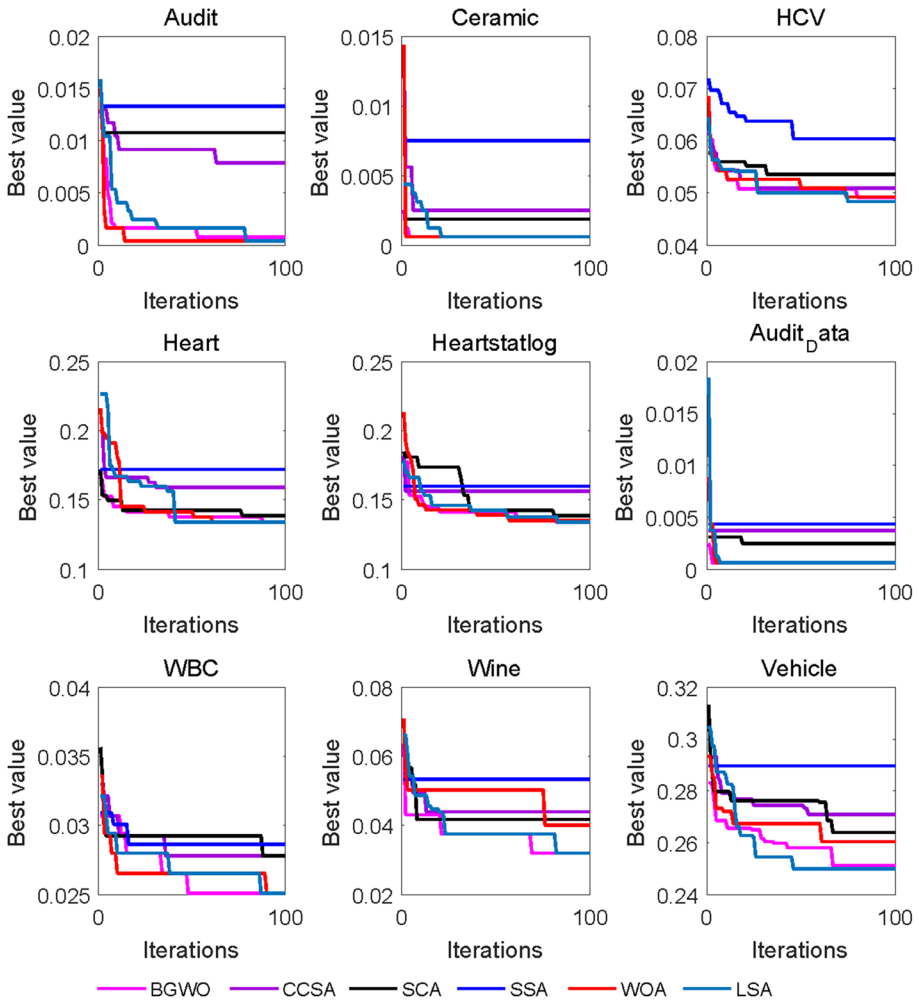 Audit Ceramic HCV
0.02 0.015 0.08
0.015 0.07
0.01
0.01 0.06
0.005
0.005 0.05
0 0 0.04
Best value Best value Best value
0 100 0 100 0 100
Iterations Iterations Iterations
Heart Heartstatlog Audit_Data
0.25 0.25 0.02
0.2 0.2 0.015
0.01
0.15 0.15
0.005
0.1 0.1 0
Best value Best value Best value
0 100 0 100 0 100
Iterations Iterations Iterations
WBC Wine Vehicle
0.04 0.08 0.32
0.3
0.035 0.06
0.28
0.03 0.04
0.26
0.025 0.02 0.24
Best value Best value Best value
0 100 0 100 0 100
Iterations Iterations Iterations
BGWO CCSA SCA SSA WOA LSA